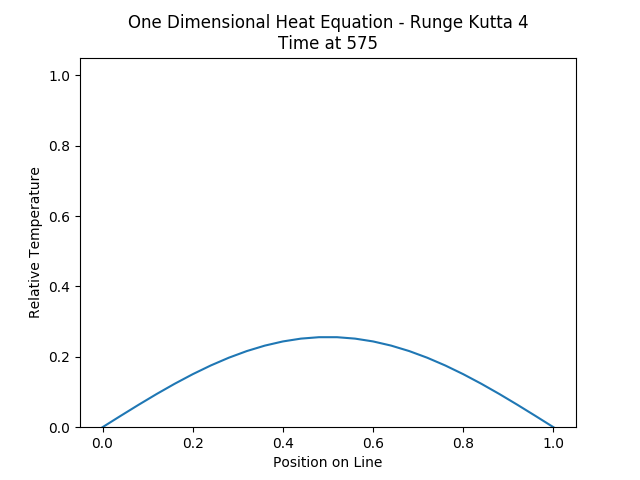 One Dimensional Heat Equation - Runge Kutta 4
Time at 575
1.0
0.8
0.6
0.4
0.2
0.0
Relative Temperature
0.0 0.2 0.4 0.6 0.8 1.0
Position on Line